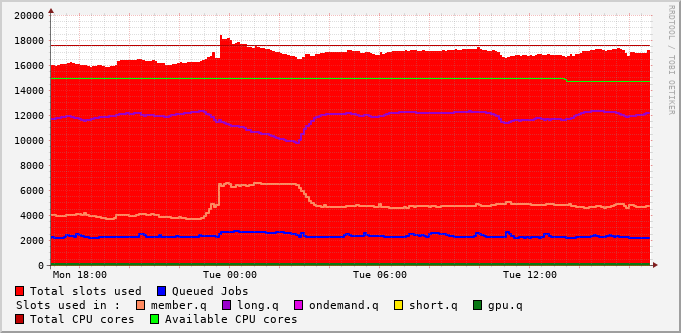 RRDTOOL / TOBI OETIKER
20000
18000
16000
14000
12000
10000
8000
6000
4000
2000
0
Mon 18:00 Tue 00:00 Tue 06:00 Tue 12:00
Total slots used Queued Jobs
Slots used in : member.q long.q ondemand.q short.q gpu.q
Total CPU cores Available CPU cores